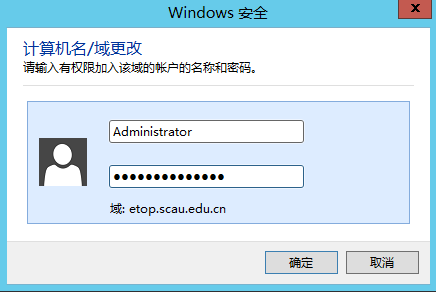 Windows 安全
x
计算机名/域更改
请输入有权限加入该域的帐户的名称和密码。
Administrator
●●●●●●●●●●●●●●
域: etop.scau.edu.cn
确定
取消